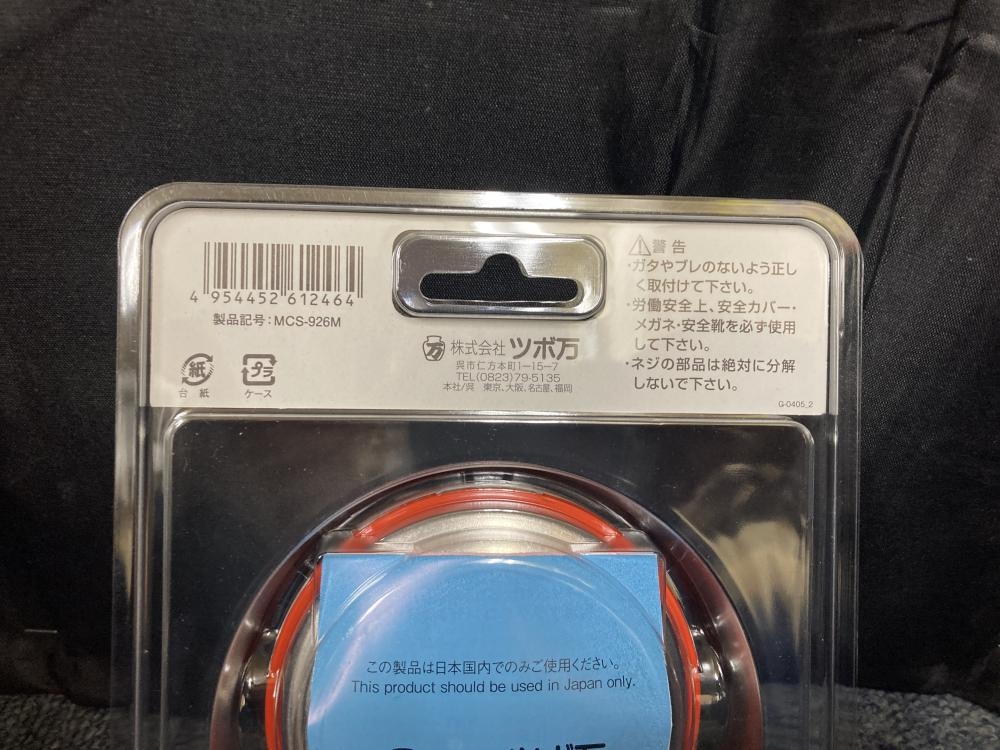 4 954452 612464
製品記号:MCS-926M
紙
台 紙
プラ
ケース
万 株式会社 ツボ万
呉市仁方本町1-15-7
TEL(0823)79-5135
本社/呉 東京、大阪、名古屋、福岡
警告
・ガタやブレのないよう正し
く取付けて下さい。
・労働安全上、安全カバー・
メガネ・安全靴を必ず使用
して下さい。
・ネジの部品は絶対に分解
しないで下さい。
G-0405_2
この製品は日本国内でのみご使用ください。
This product should be used in Japan only.